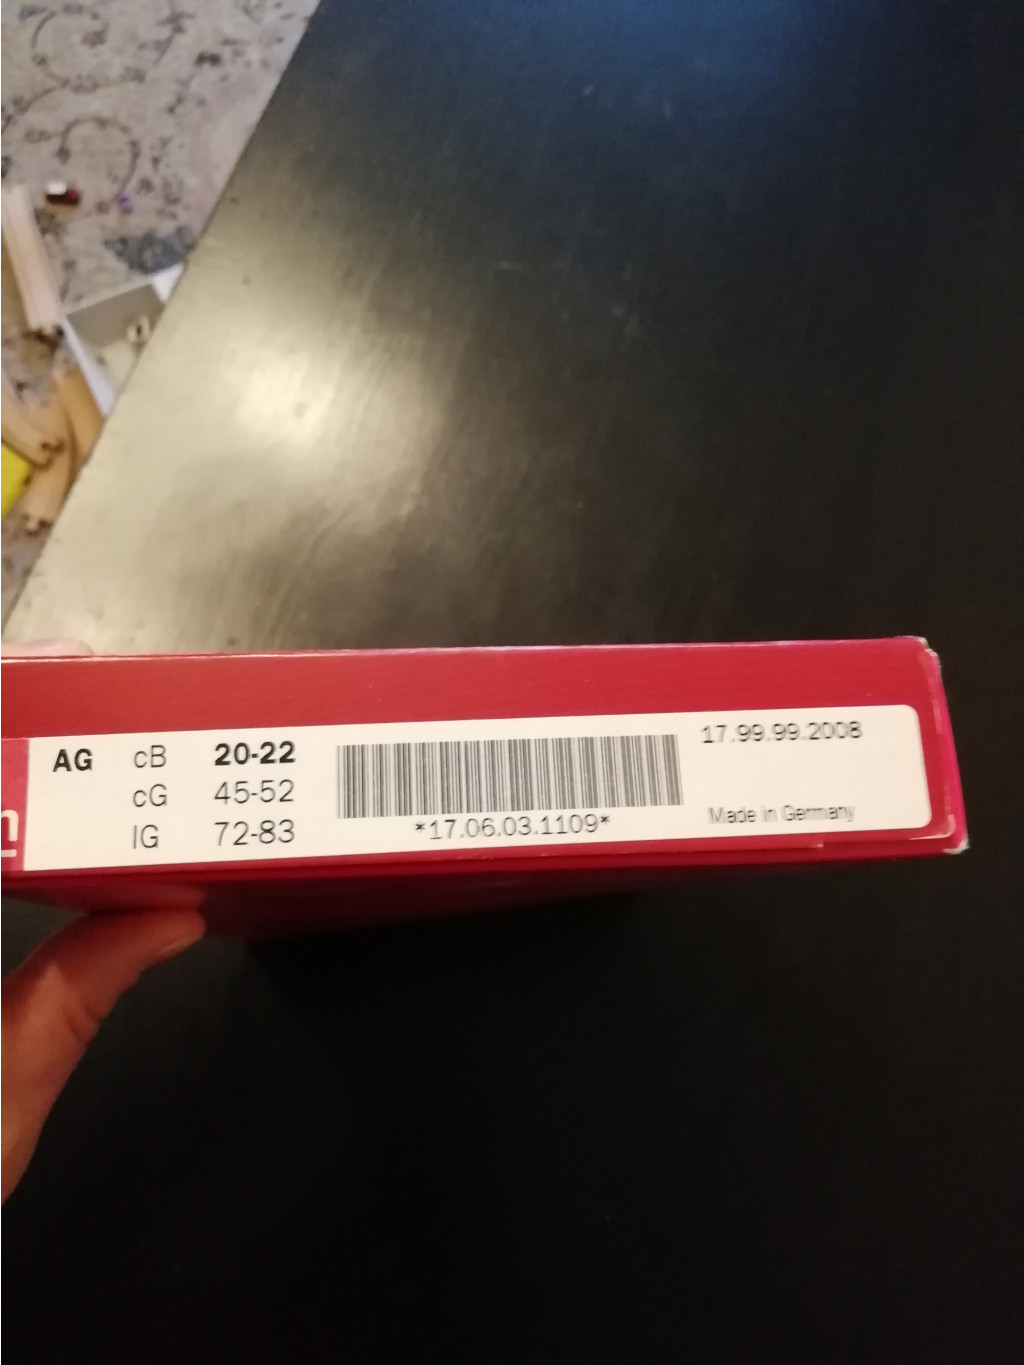 AG cB 20-22
cG 45-52
lG 72-83
*17.06.03.1109*
17.99.99.2008
Made in Germany